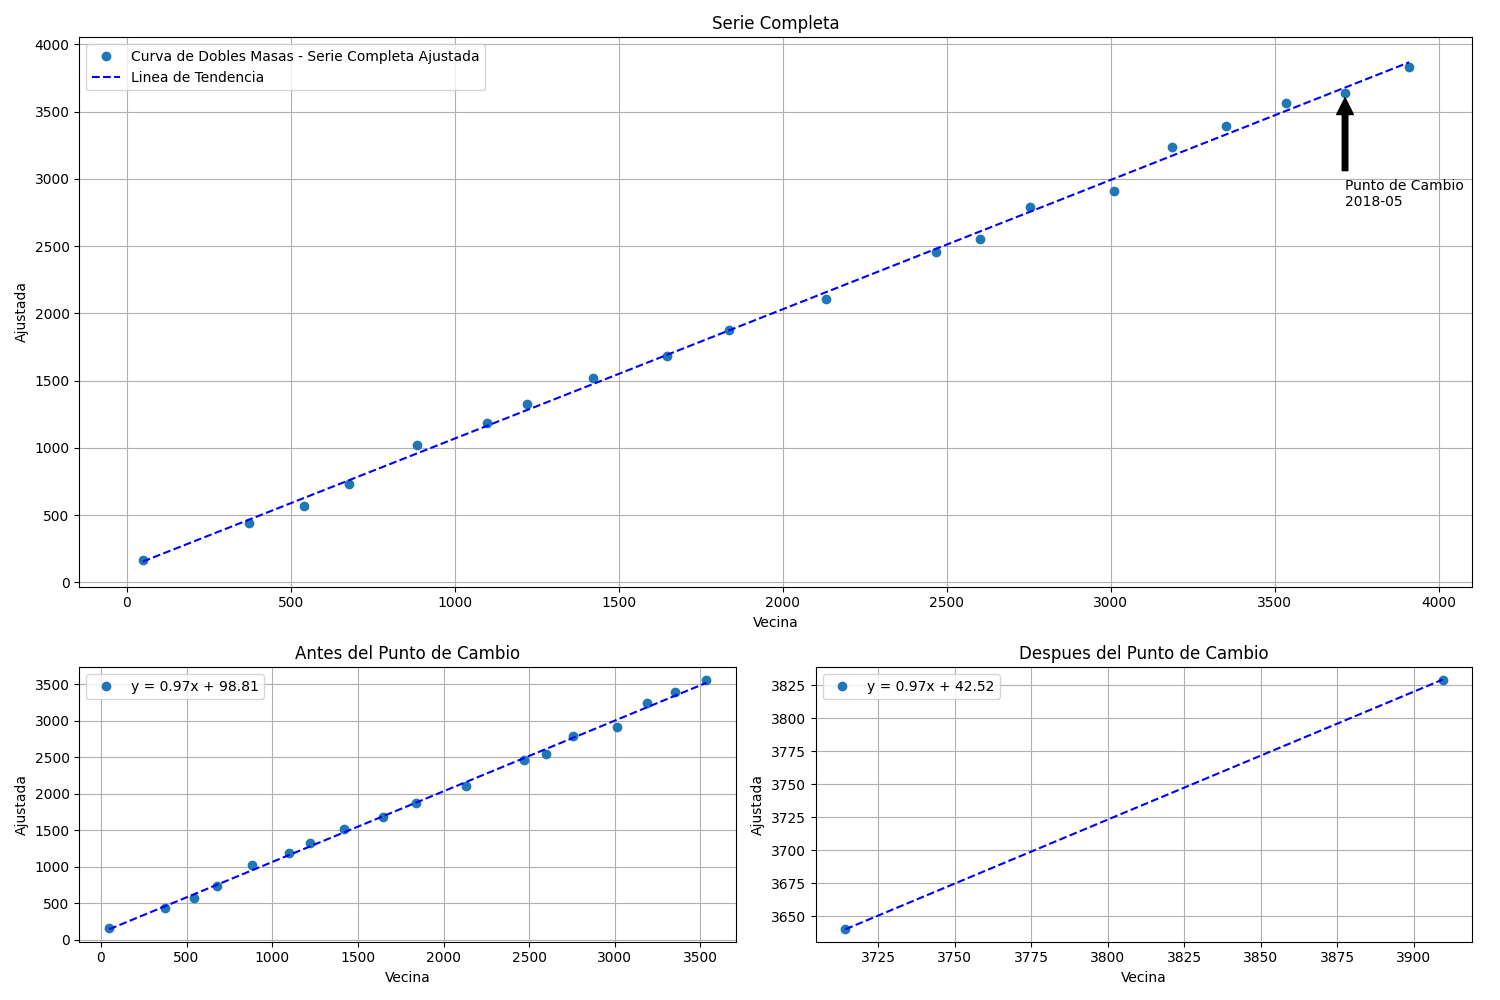 Serie Completa
Curva de Dobles Masas - Serie Completa Ajustada
Linea de Tendencia
4000
3500
3000
2500
2000
1500
1000
500
0
Ajustada
Punto de Cambio
2018-05
0 500 1000 1500 2000 2500 3000 3500 4000
Vecina
Antes del Punto de Cambio
y = 0.97x + 98.81
3500
3000
2500
2000
1500
1000
500
0
Ajustada
0 500 1000 1500 2000 2500 3000 3500
Vecina
Despues del Punto de Cambio
y = 0.97x + 42.52
3825
3800
3775
3750
3725
3700
3675
3650
Ajustada
3725 3750 3775 3800 3825 3850 3875 3900
Vecina